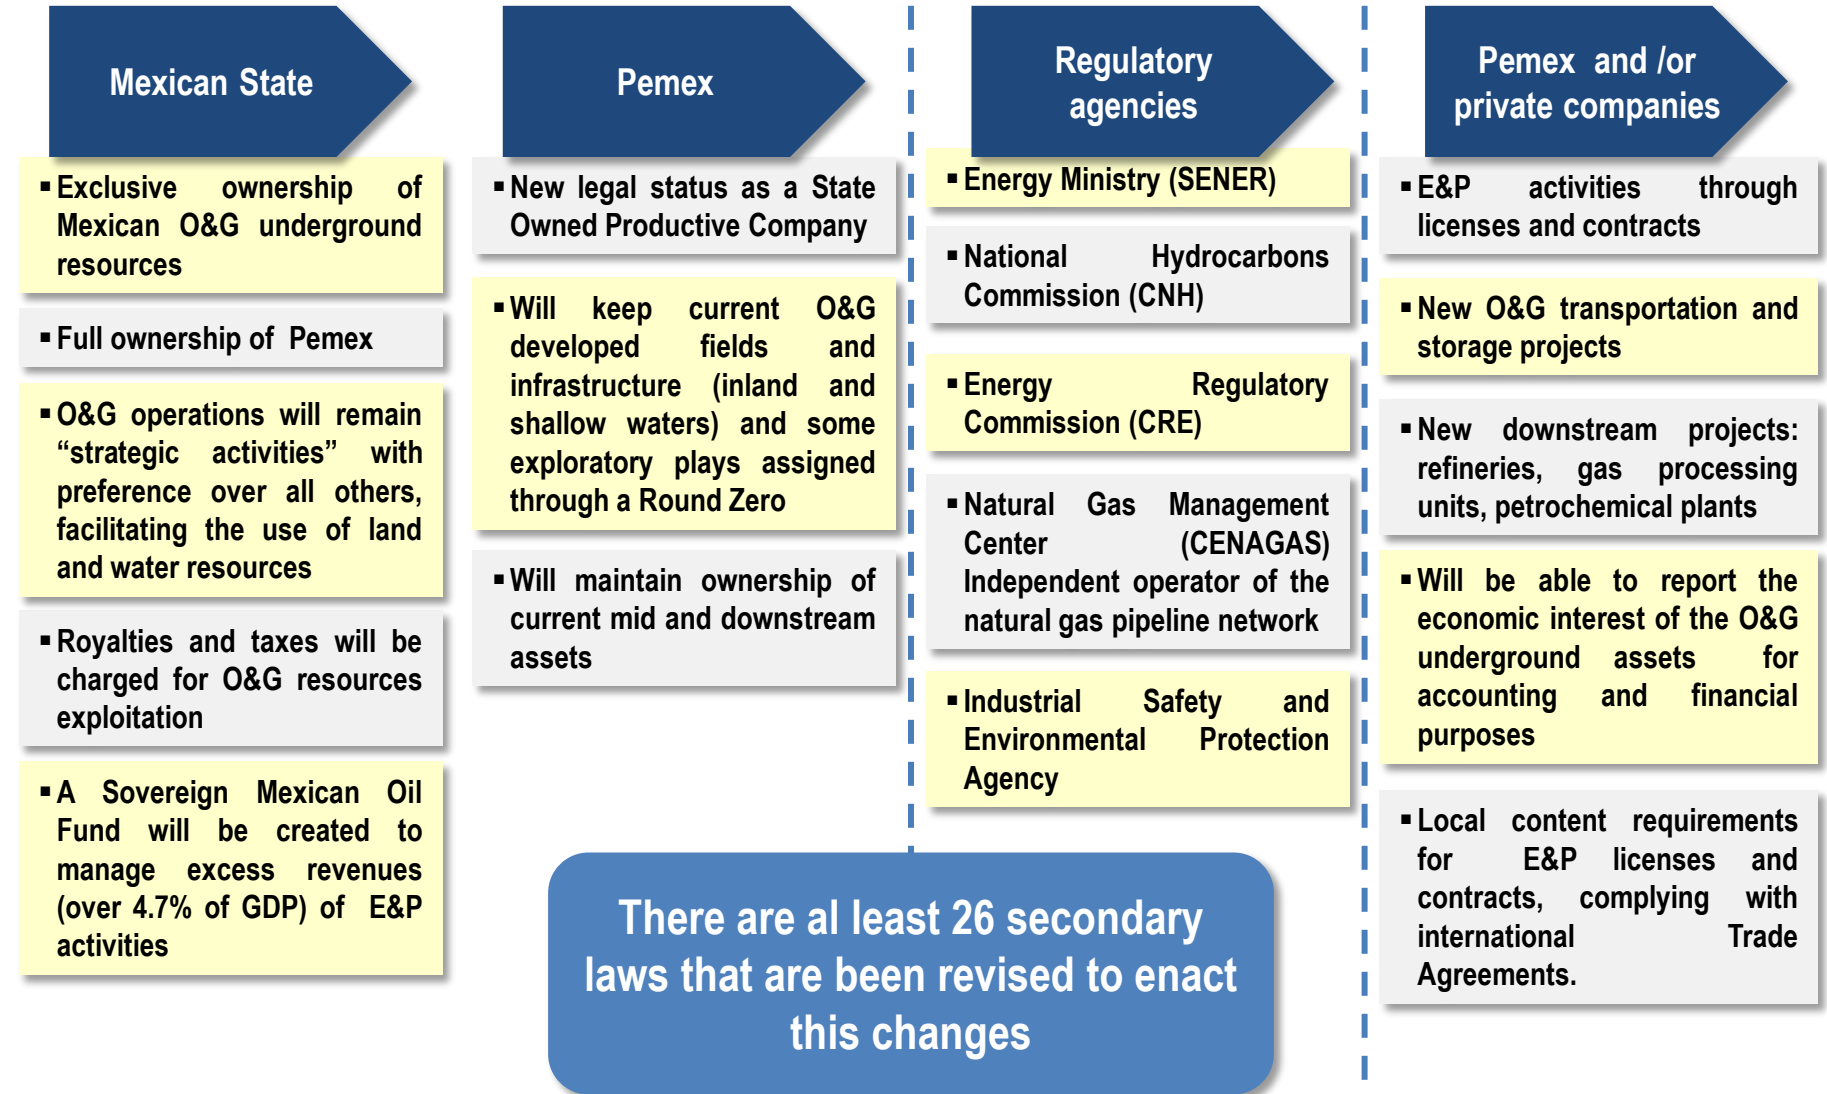 Mexican State
▪ Exclusive ownership of
Mexican O&G underground
resources
▪ Full ownership of Pemex
▪ O&G operations will remain
“strategic activities” with
preference over all others,
facilitating the use of land
and water resources
▪ Royalties and taxes will be
charged for O&G resources
exploitation
▪ A Sovereign Mexican Oil
Fund will be created to
manage excess revenues
(over 4.7% of GDP) of E&P
activities
Pemex
▪ New legal status as a State
Owned Productive Company
▪ Will keep current O&G
developed fields and
infrastructure (inland and
shallow waters) and some
exploratory plays assigned
through a Round Zero
▪ Will maintain ownership of
current mid and downstream
assets
Regulatory
agencies
▪ Energy Ministry (SENER)
▪ National Hydrocarbons
Commission (CNH)
▪ Energy Regulatory
Commission (CRE)
▪ Natural Gas Management
Center (CENAGAS)
Independent operator of the
natural gas pipeline network
▪ Industrial Safety and
Environmental Protection
Agency
Pemex and /or
private companies
▪ E&P activities through
licenses and contracts
▪ New O&G transportation and
storage projects
▪ New downstream projects:
refineries, gas processing
units, petrochemical plants
▪ Will be able to report the
economic interest of the O&G
underground assets for
accounting and financial
purposes
▪ Local content requirements
for E&P licenses and
contracts, complying with
international Trade
Agreements.
There are al least 26 secondary
laws that are been revised to enact
this changes